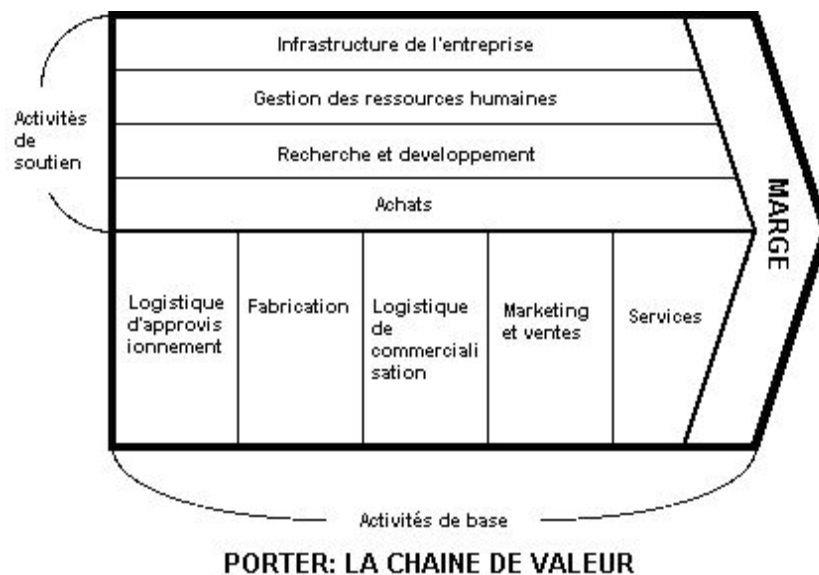 Infrastructure de l'entreprise
Gestion des ressources humaines
Recherche et developpement
Achats
Activités
de
soutien
MARGE
Logistique
d'approvis
ionnement
Fabrication
Logistique
de
commerciali
sation
Marketing
et ventes
Services
Activités de base
PORTER: LA CHAINE DE VALEUR